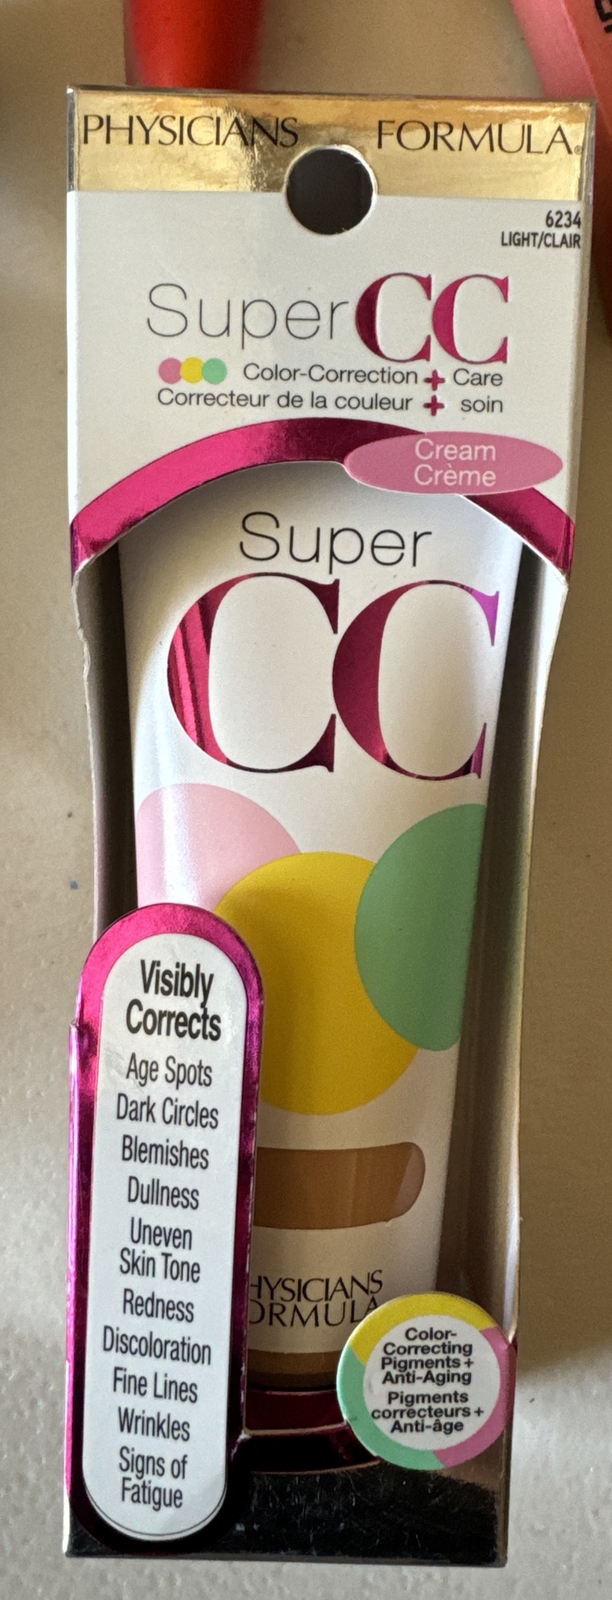 PHYSICIANS FORMULA®
6234
LIGHT/CLAIR
Super CC
Color-Correction + Care
Correcteur de la couleur + soin
Cream
Crème
Super
CC
Visibly
Corrects
Age Spots
Dark Circles
Blemishes
Dullness
Uneven
Skin Tone
Redness
Discoloration
Fine Lines
Wrinkles
Signs of
Fatigue
HYSICIANS
ORMULA
Color-
Correcting
Pigments +
Anti-Aging
Pigments
correcteurs +
Anti-âge